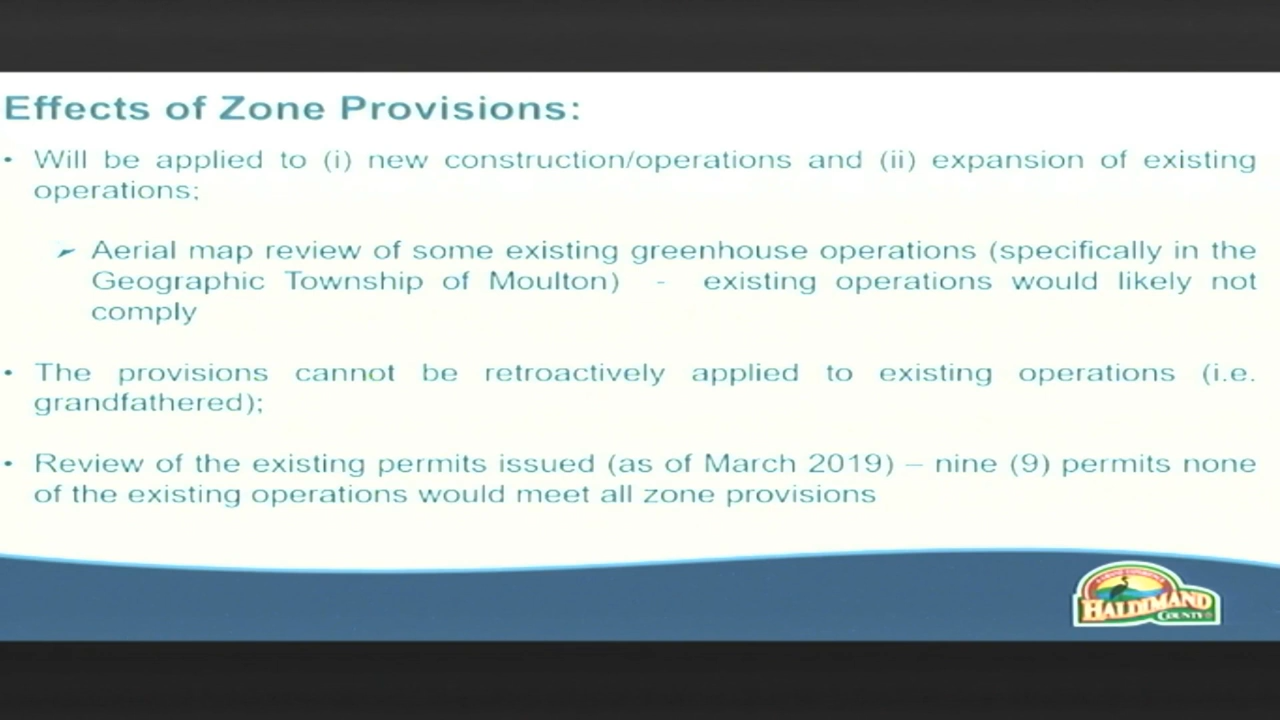 Effects of Zone Provisions:
• Will be applied to (i) new construction/operations and (ii) expansion of existing
operations;
➢ Aerial map review of some existing greenhouse operations (specifically in the
Geographic Township of Moulton) - existing operations would likely not
comply
• The provisions cannot be retroactively applied to existing operations (i.e.
grandfathered);
• Review of the existing permits issued (as of March 2019) – nine (9) permits none
of the existing operations would meet all zone provisions
HALDIMAND
COUNTY